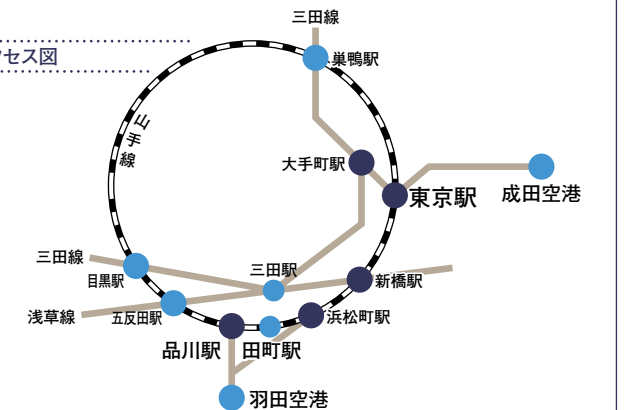 三田線
セス図
巣鴨駅
山手線
大手町駅
東京駅
成田空港
三田線
目黒駅
三田駅
新橋駅
浅草線
五反田駅
浜松町駅
品川駅
田町駅
羽田空港